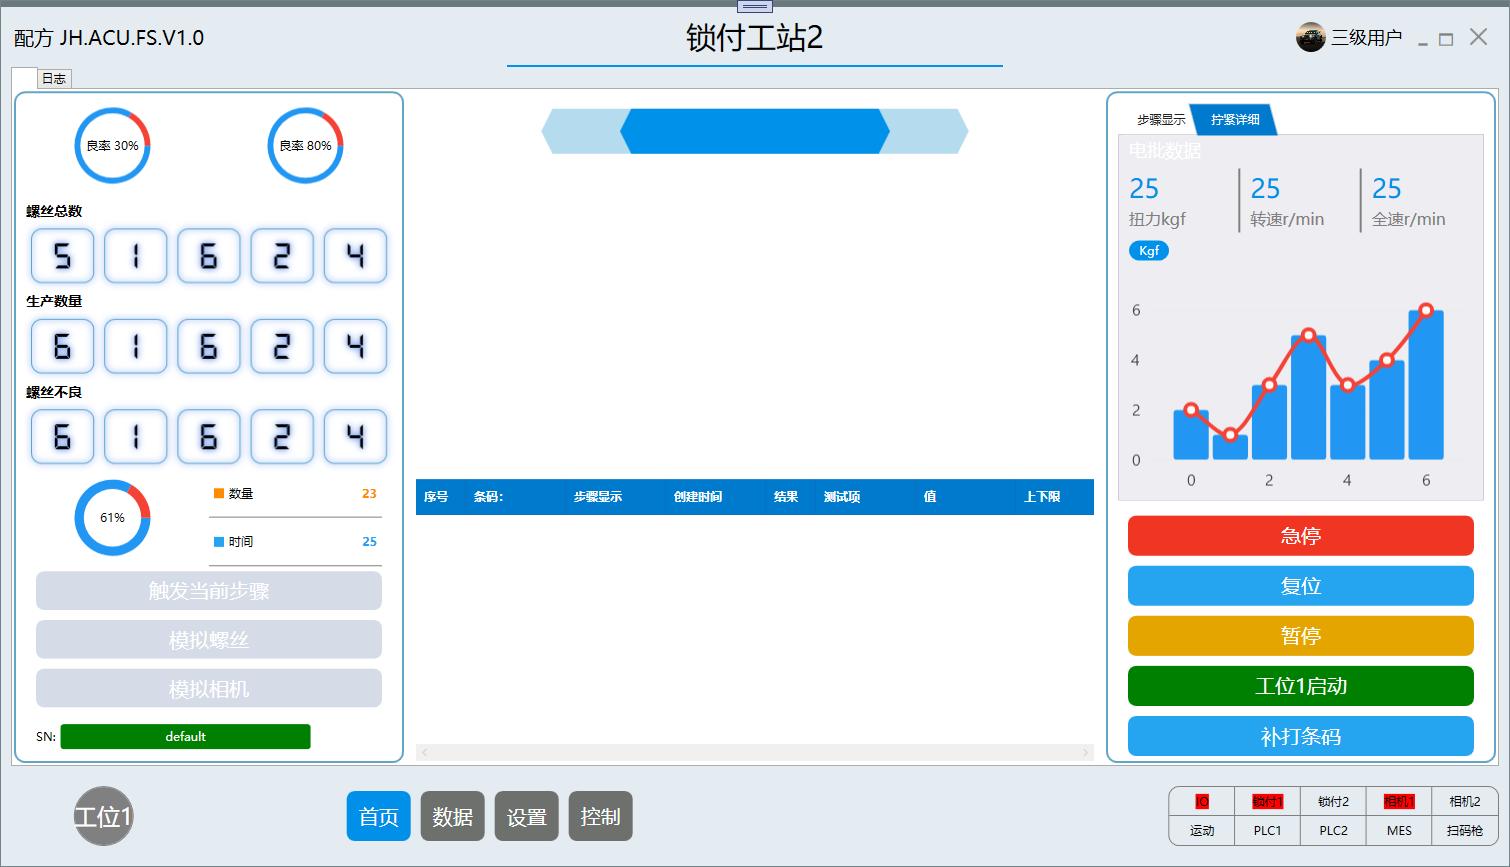 配方 JH.ACU.FS.V1.0
锁付工站2
三级用户
日志
良率 30%
良率 80%
螺丝总数
5 1 6 2 4
生产数量
6 1 6 2 4
螺丝不良
6 1 6 2 4
61%
数量 23
时间 25
触发当前步骤
模拟螺丝
模拟相机
SN: default
序号 条码: 步骤显示 创建时间 结果 测试项 值 上下限
步骤显示 拧紧详细
电批数据
25 25 25
扭力kgf 转速r/min 全速r/min
Kgf
6
4
2
0
0 2 4 6
急停
复位
暂停
工位1启动
补打条码
工位1
首页 数据 设置 控制
IO 锁付1 锁付2 相机1 相机2
运动 PLC1 PLC2 MES 扫码枪